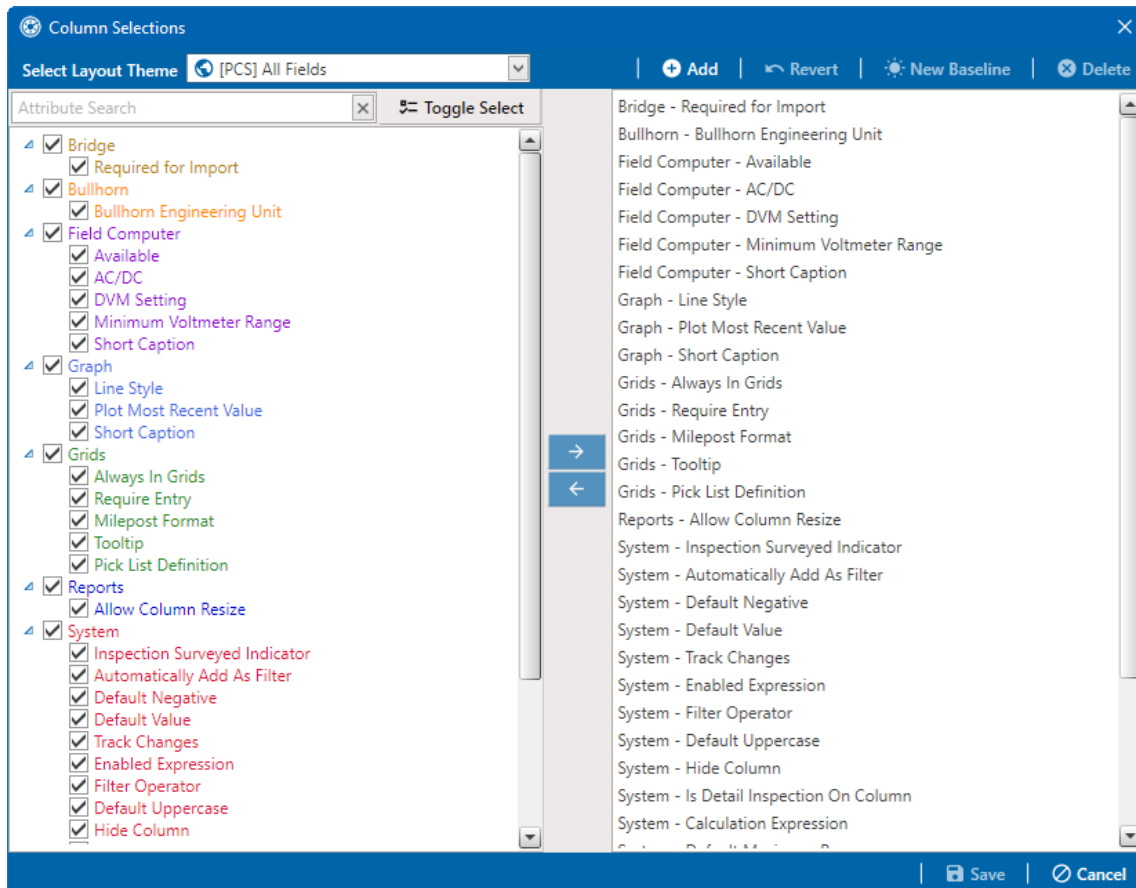 Column Selections
Select Layout Theme [PCS] All Fields Add Revert New Baseline Delete
Attribute Search Toggle Select
Bridge
Required for Import
Bullhorn
Bullhorn Engineering Unit
Field Computer
Available
AC/DC
DVM Setting
Minimum Voltmeter Range
Short Caption
Graph
Line Style
Plot Most Recent Value
Short Caption
Grids
Always In Grids
Require Entry
Milepost Format
Tooltip
Pick List Definition
Reports
Allow Column Resize
System
Inspection Surveyed Indicator
Automatically Add As Filter
Default Negative
Default Value
Track Changes
Enabled Expression
Filter Operator
Default Uppercase
Hide Column
Bridge - Required for Import
Bullhorn - Bullhorn Engineering Unit
Field Computer - Available
Field Computer - AC/DC
Field Computer - DVM Setting
Field Computer - Minimum Voltmeter Range
Field Computer - Short Caption
Graph - Line Style
Graph - Plot Most Recent Value
Graph - Short Caption
Grids - Always In Grids
Grids - Require Entry
Grids - Milepost Format
Grids - Tooltip
Grids - Pick List Definition
Reports - Allow Column Resize
System - Inspection Surveyed Indicator
System - Automatically Add As Filter
System - Default Negative
System - Default Value
System - Track Changes
System - Enabled Expression
System - Filter Operator
System - Default Uppercase
System - Hide Column
System - Is Detail Inspection On Column
System - Calculation Expression
Save Cancel